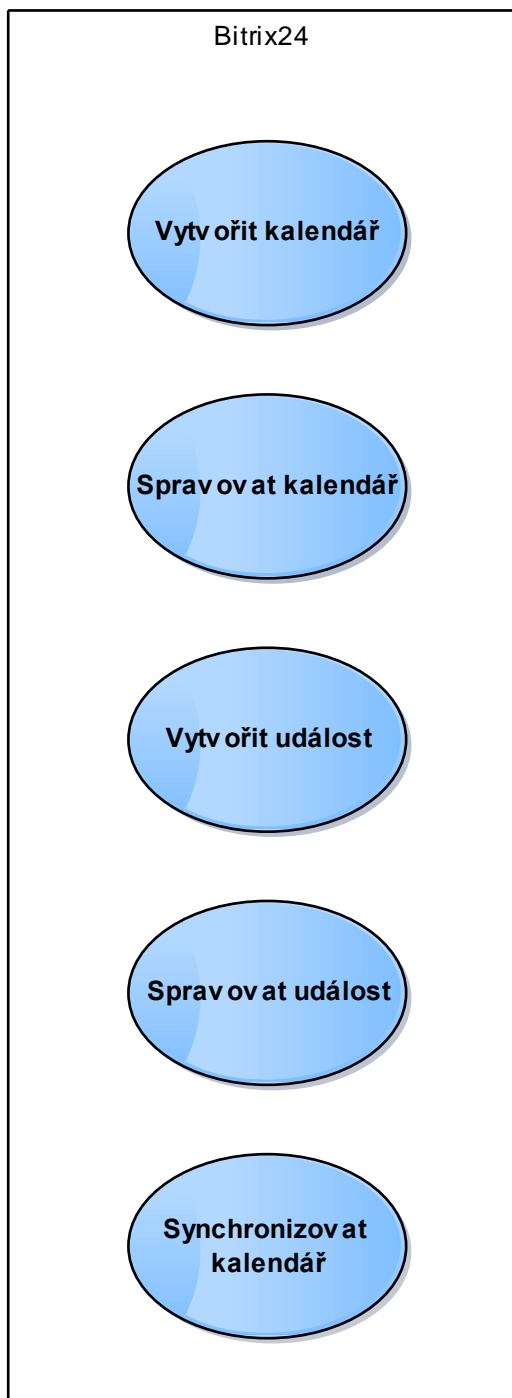 Bitrix24
Vytvořit kalendář
Spravovat kalendář
Vytvořit událost
Spravovat událost
Synchronizovat
kalendář